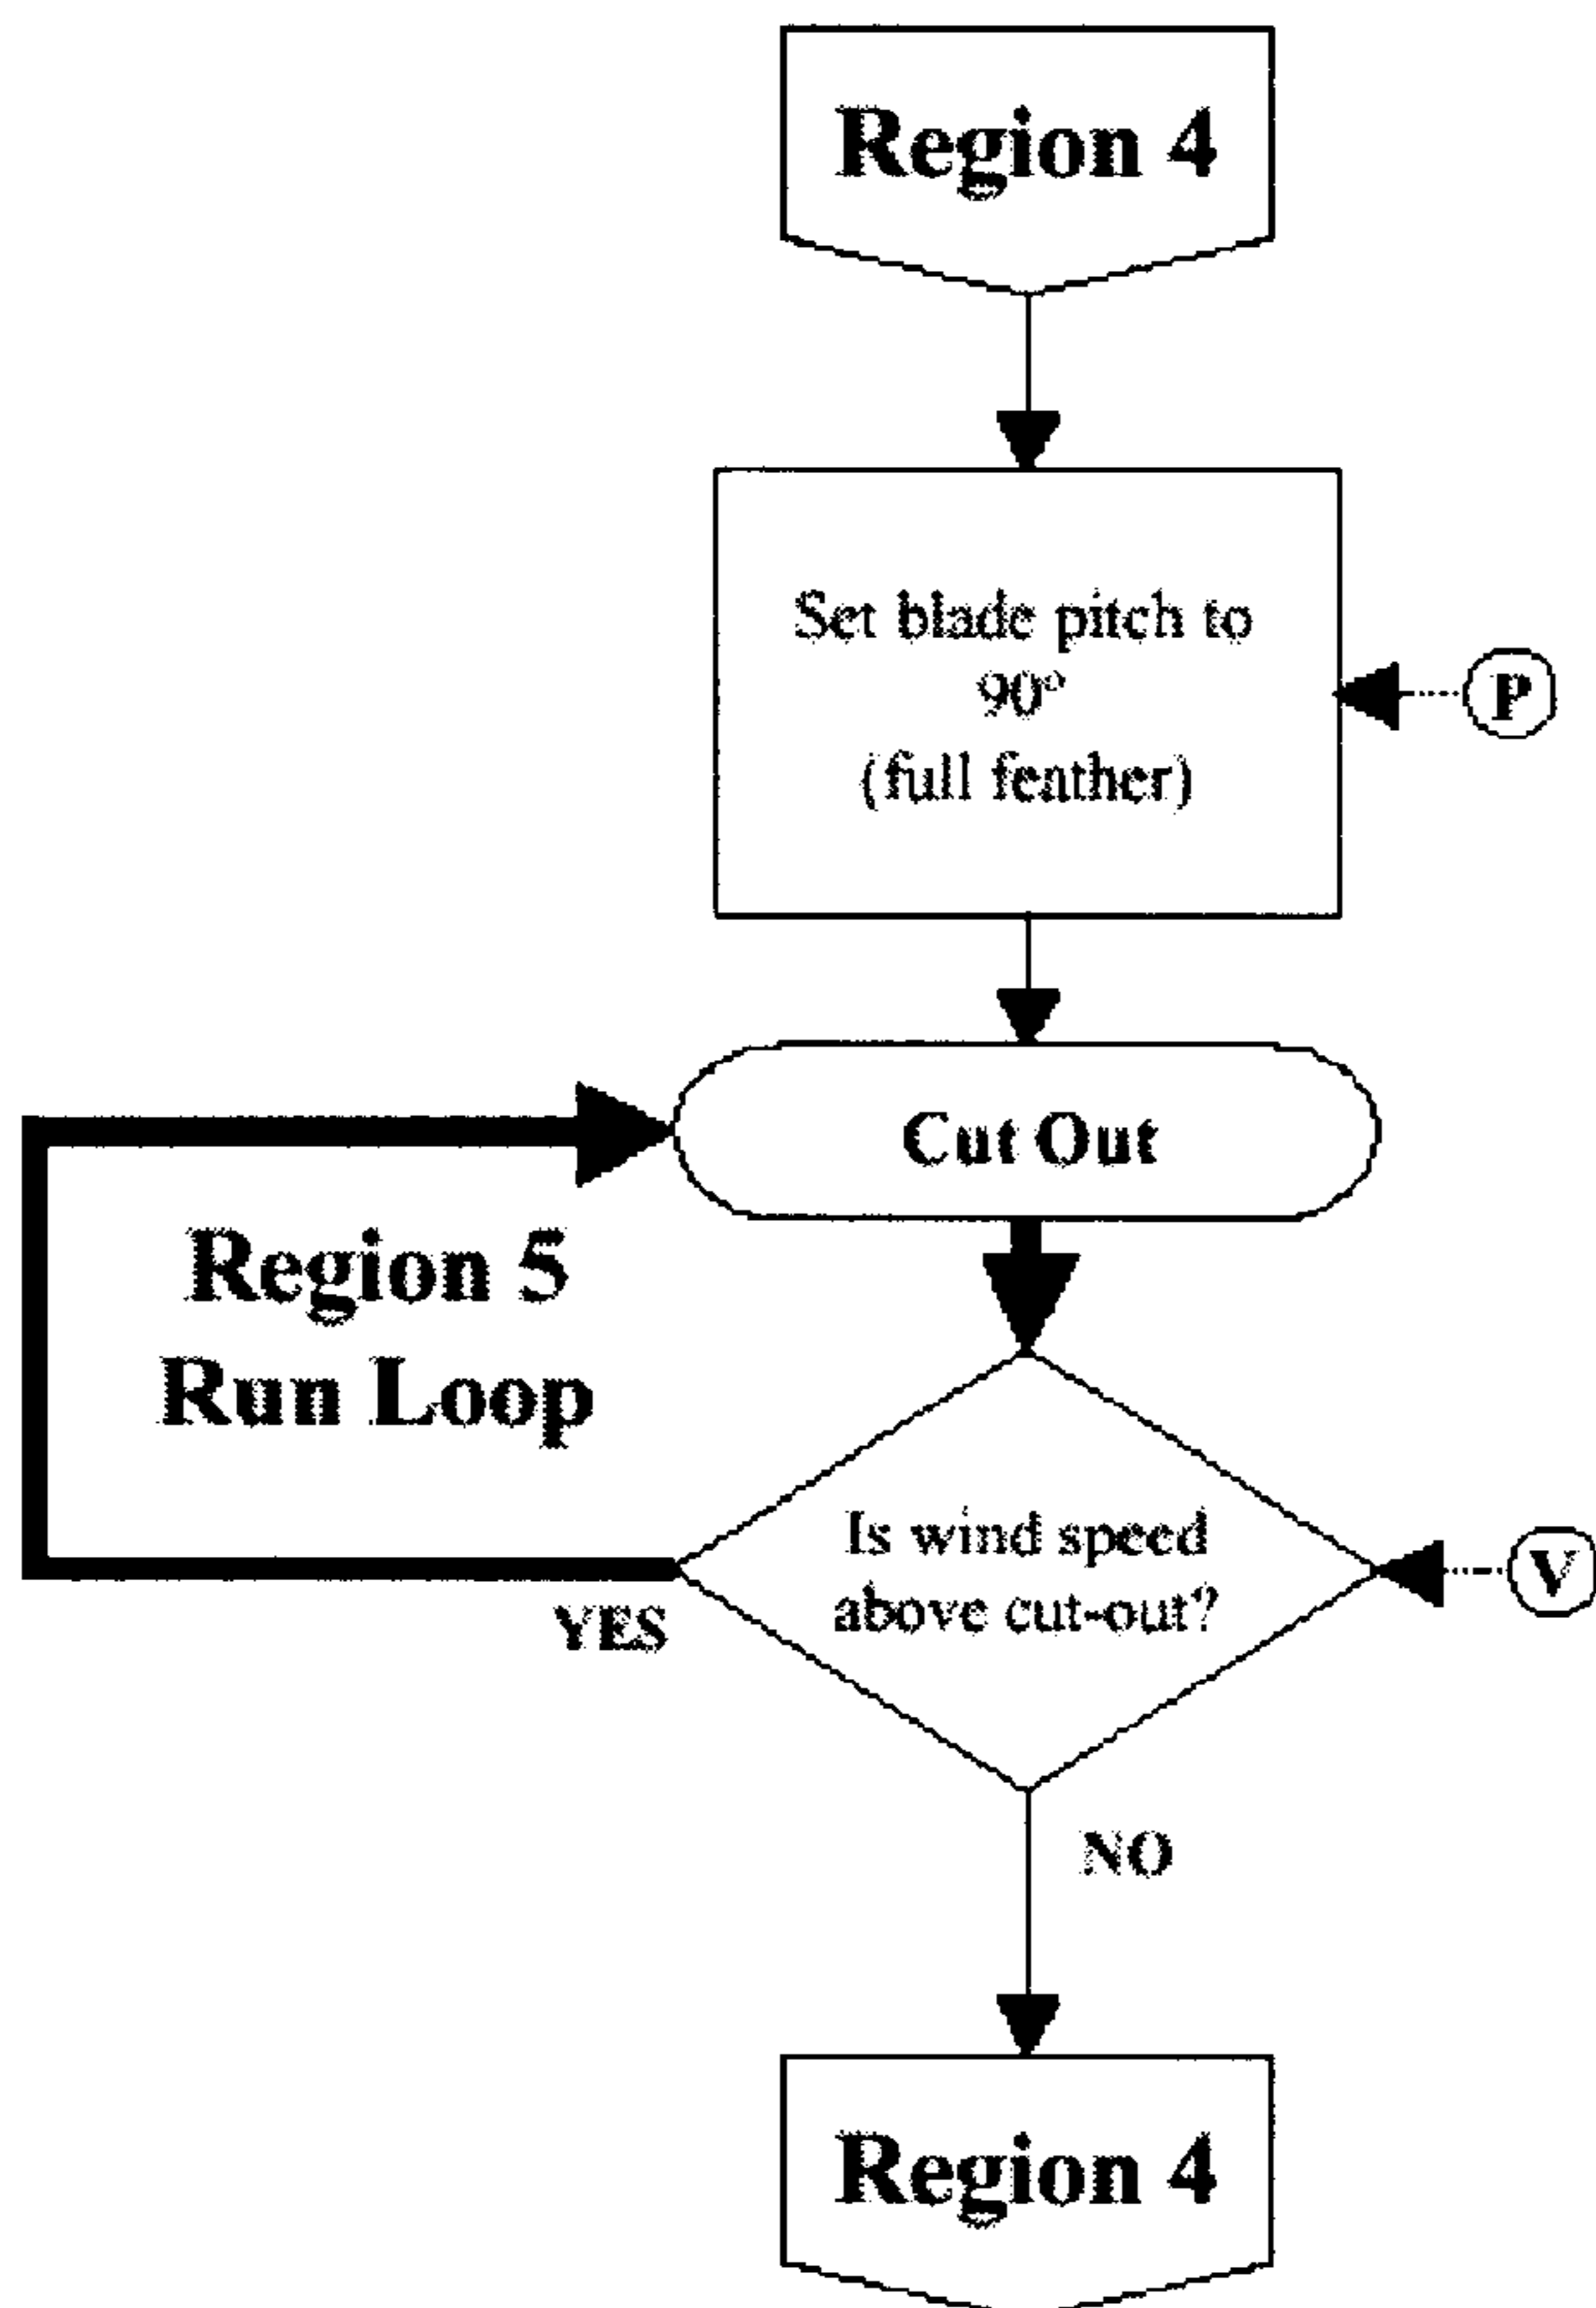 Region 4
Set blade pitch to
90°
(full feather)
P
Cut Out
Region 5
Run Loop
Is wind speed
above cut-out?
V
YES
NO
Region 4